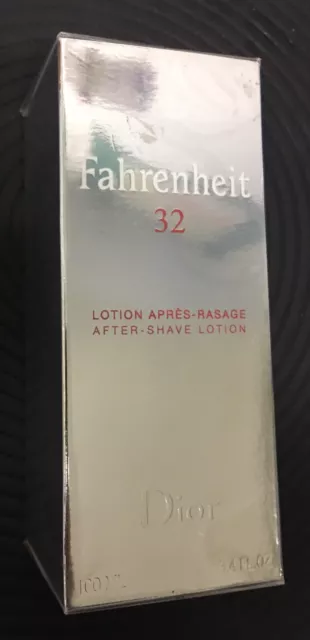 Fahrenheit
32
LOTION APRÈS-RASAGE
AFTER-SHAVE LOTION
Dior